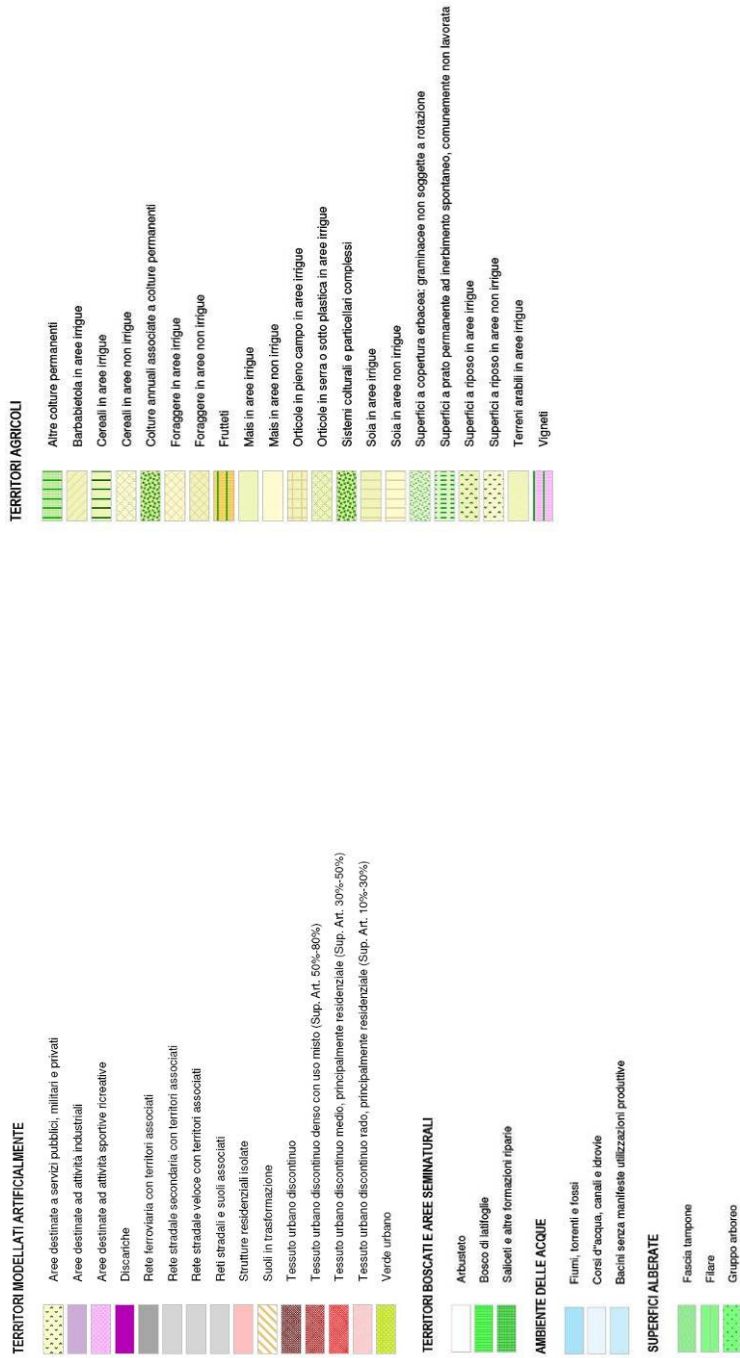 TERRITORI MODELLATI ARTIFICIALMENTE
Aree destinate a servizi pubblici, militari e privati
Aree destinate ad attività industriali
Aree destinate ad attività sportive ricreative
Discariche
Rete ferroviaria con territori associati
Rete stradale secondaria con territori associati
Rete stradale veloce con territori associati
Reti stradali e suoli associati
Strutture residenziali isolate
Suoli in trasformazione
Tessuto urbano discontinuo
Tessuto urbano discontinuo denso con uso misto (Sup. Art. 50%-80%)
Tessuto urbano discontinuo medio, principalmente residenziale (Sup. Art. 30%-50%)
Tessuto urbano discontinuo rado, principalmente residenziale (Sup. Art. 10%-30%)
Verde urbano
TERRITORI BOSCATI E AREE SEMINATURALI
Arbusteto
Bosco di latifoglie
Saliceti e altre formazioni riparie
AMBIENTE DELLE ACQUE
Fiumi, torrenti e fossi
Corsi d"acqua, canali e idrovie
Bacini senza manifeste utilizzazioni produttive
SUPERFICI ALBERATE
Fascia tampone
Filare
Gruppo arboreo
TERRITORI AGRICOLI
Altre colture permanenti
Barbabietola in aree irrigue
Cereali in aree irrigue
Cereali in aree non irrigue
Colture annuali associate a colture permanenti
Foraggere in aree irrigue
Foraggere in aree non irrigue
Frutteti
Mais in aree irrigue
Mais in aree non irrigue
Orticole in pieno campo in aree irrigue
Orticole in serra o sotto plastica in aree irrigue
Sistemi colturali e particellari complessi
Soia in aree irrigue
Soia in aree non irrigue
Superfici a copertura erbacea: graminacee non soggette a rotazione
Superfici a prato permanente ad inerbimento spontaneo, comunemente non lavorata
Superfici a riposo in aree irrigue
Superfici a riposo in aree non irrigue
Terreni arabili in aree irrigue
Vigneti